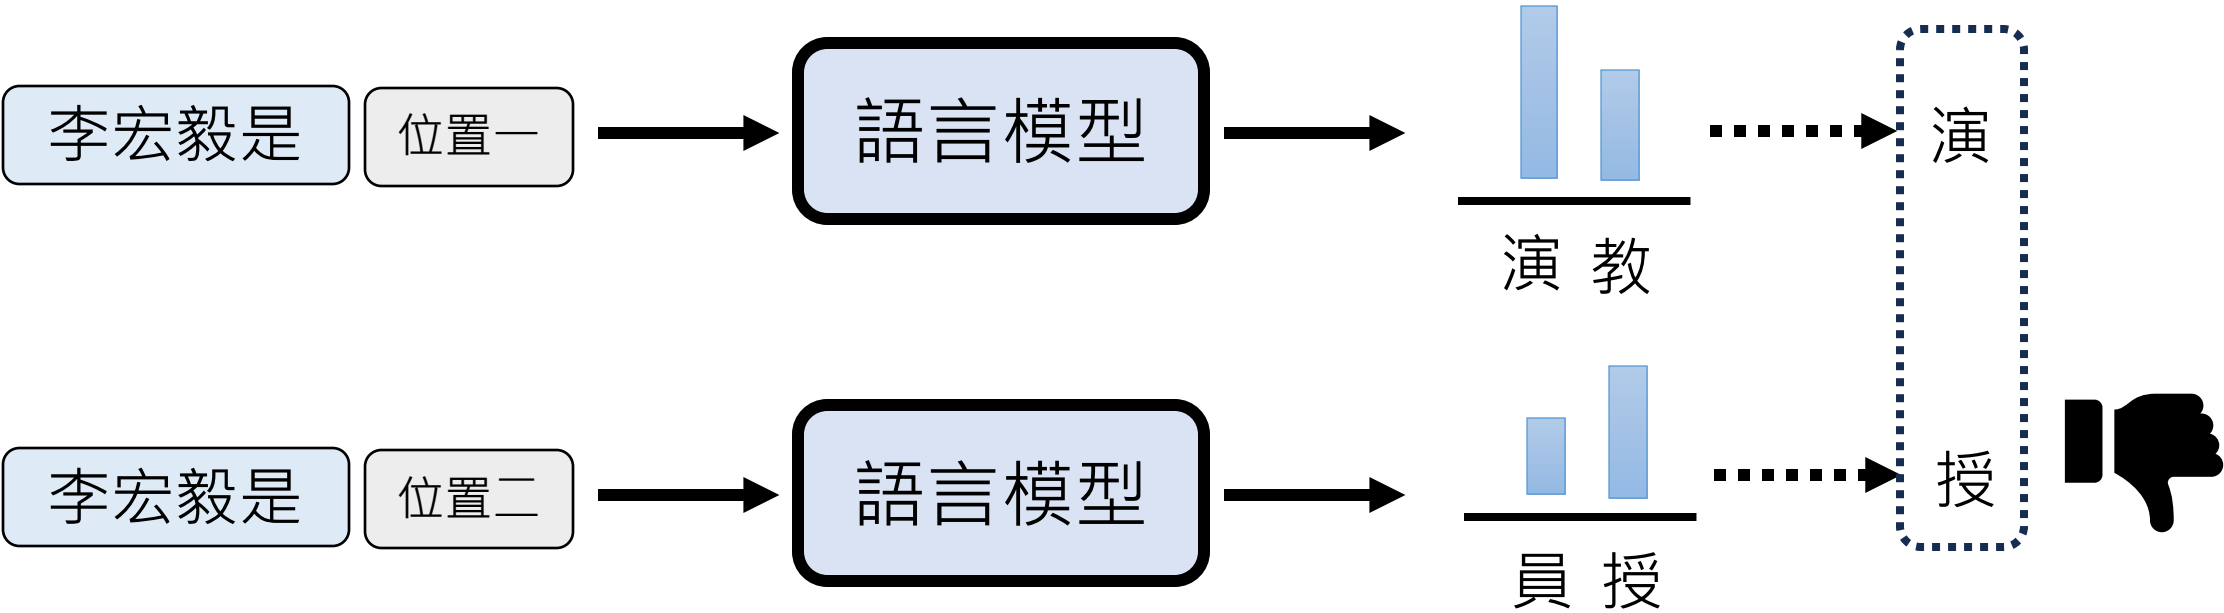 李宏毅是
位置一
語言模型
演 教
演
李宏毅是
位置二
語言模型
員 授
授